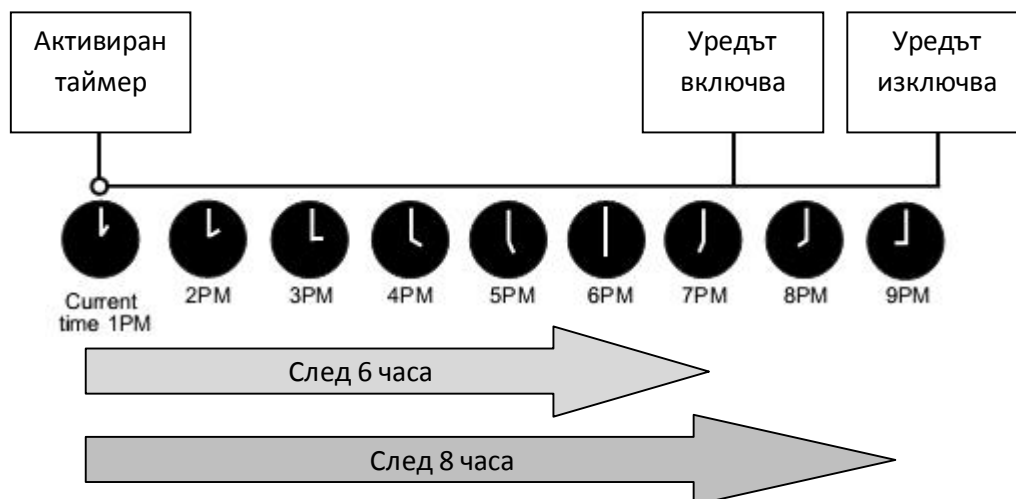 Активиран
таймер
Уредът
включва
Уредът
изключва
Current
time 1PM
2PM
3PM
4PM
5PM
6PM
7PM
8PM
9PM
След 6 часа
След 8 часа